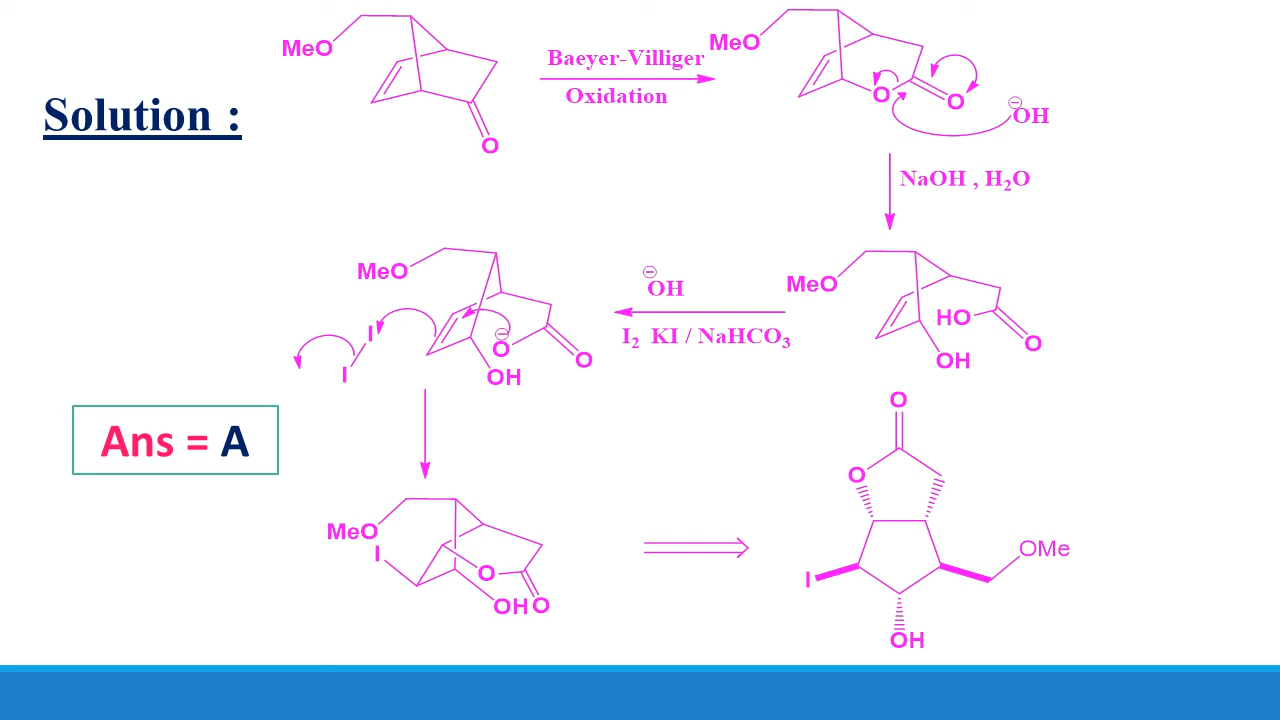 Solution :
MeO
O
Baeyer-Villiger
Oxidation
MeO
O
O
⊖
OH
NaOH , H₂O
MeO
HO
O
OH
⊖
OH
I₂ KI / NaHCO₃
MeO
I
I
⊖
O
O
OH
Ans = A
MeO
I
O
OH
O
O
O
I
OMe
OH